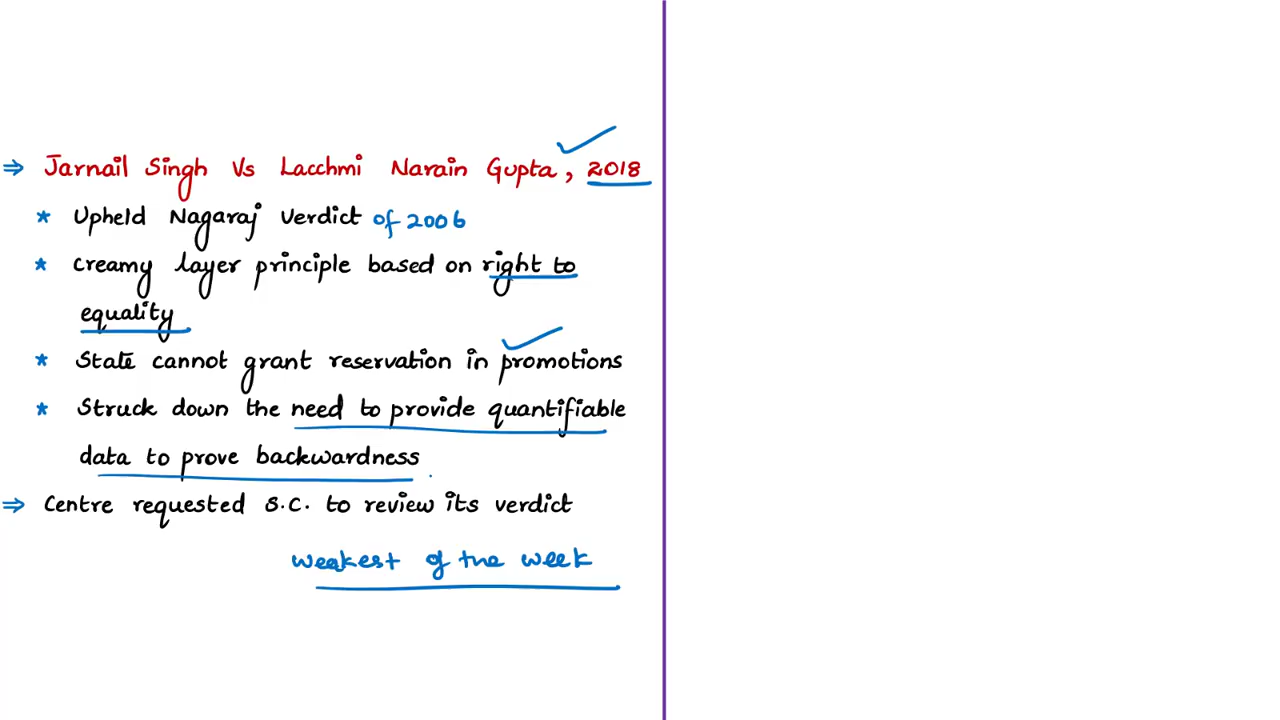 ⇒ Jarnail Singh Vs Lacchmi Narain Gupta, 2018
* Upheld Nagaraj Verdict of 2006
* Creamy layer principle based on right to
equality
* State cannot grant reservation in promotions
* Struck down the need to provide quantifiable
data to prove backwardness
⇒ Centre requested S.C. to review its verdict
weakest of the week